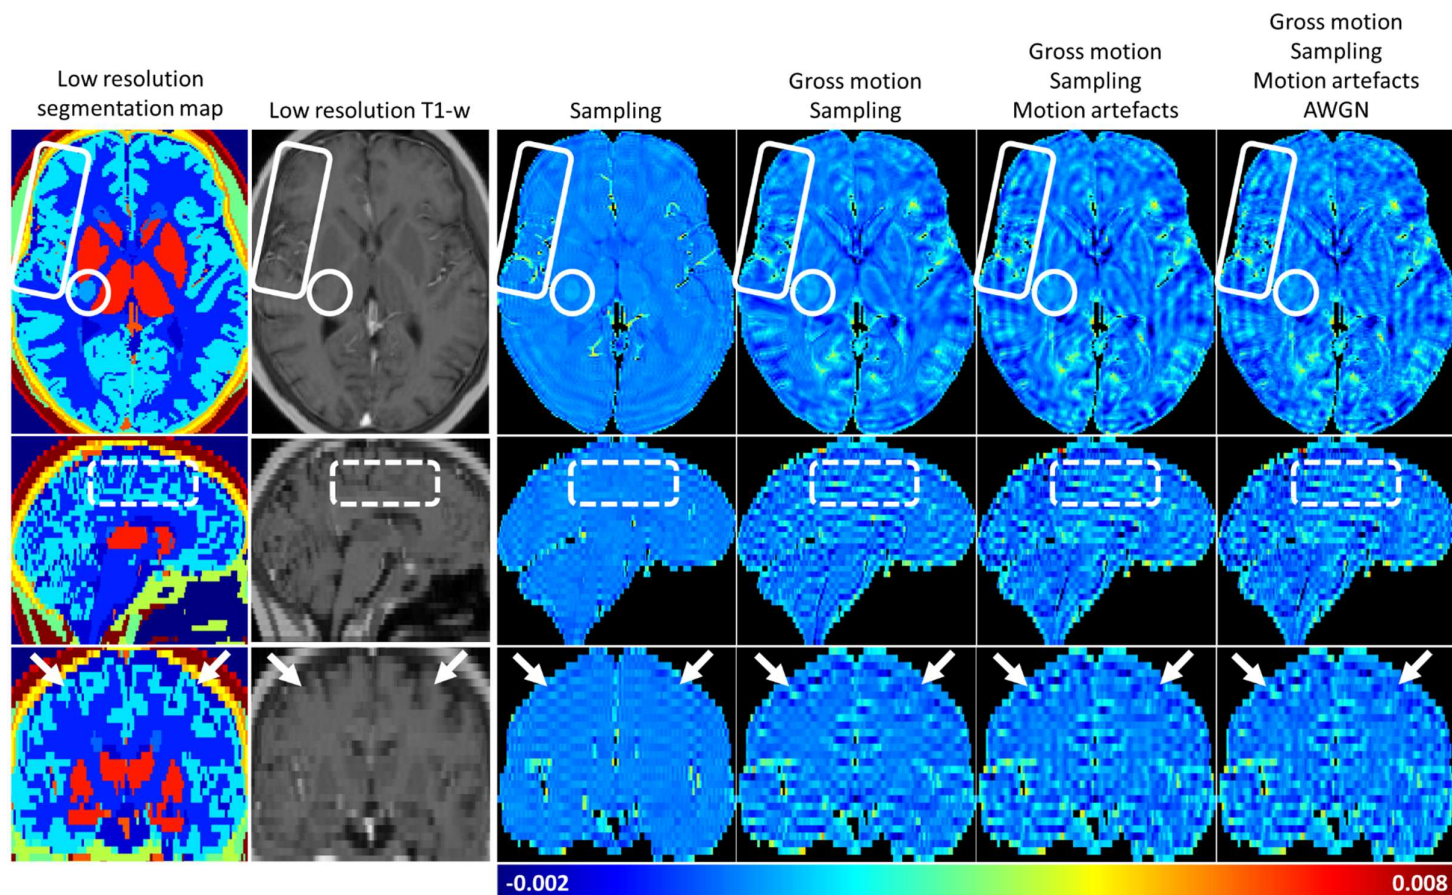 Low resolution
segmentation map
Low resolution T1-w
Sampling
Gross motion
Sampling
Gross motion
Sampling
Motion artefacts
Gross motion
Sampling
Motion artefacts
AWGN
-0.002
0.008